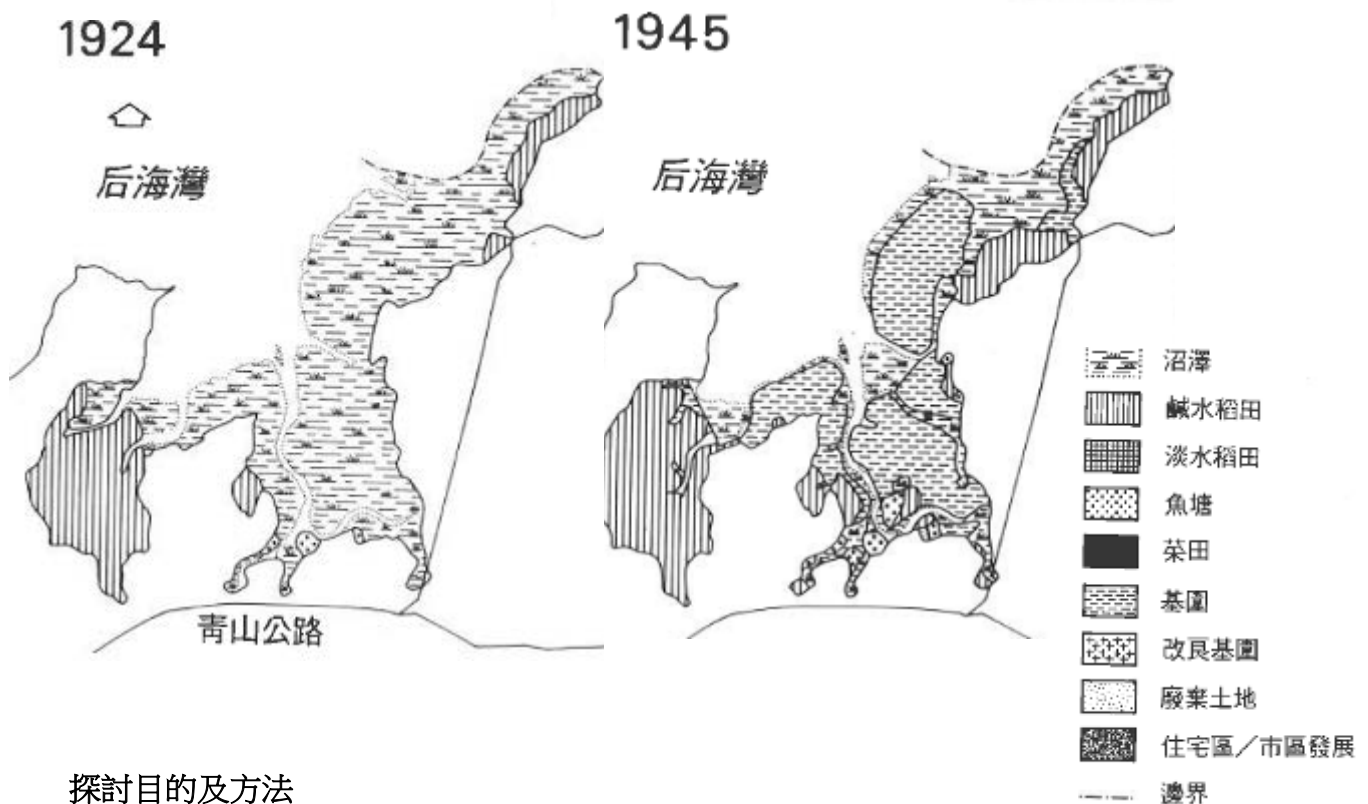 1924
后海灣
青山公路
1945
后海灣
沼澤
鹹水稻田
淡水稻田
魚塘
菜田
基圍
改良基圍
廢棄土地
住宅區／市區發展
邊界
探討目的及方法